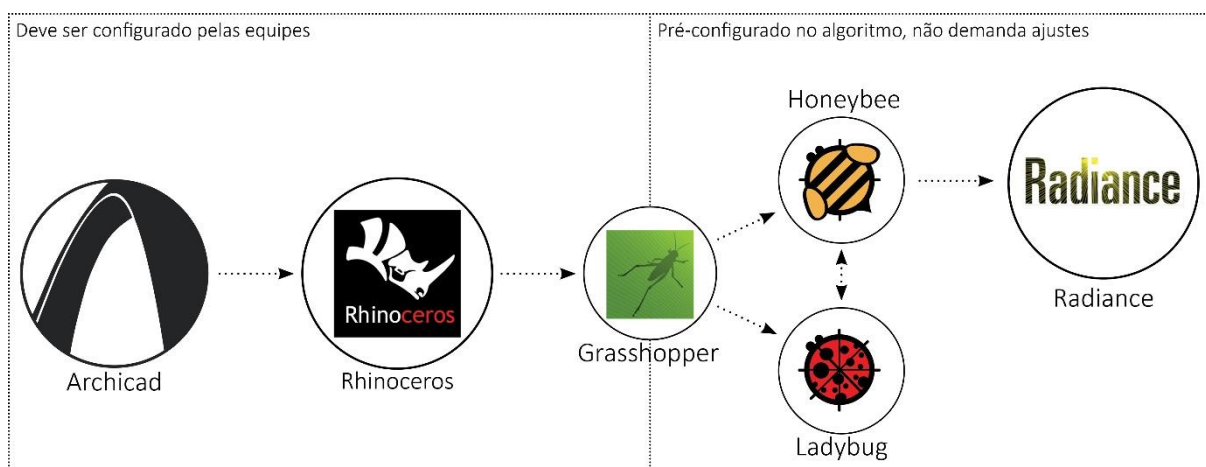 Deve ser configurado pelas equipes
Pré-configurado no algoritmo, não demanda ajustes
Honeybee
Radiance
Rhinoceros
Grasshopper
Radiance
Archicad
Rhinoceros
Ladybug